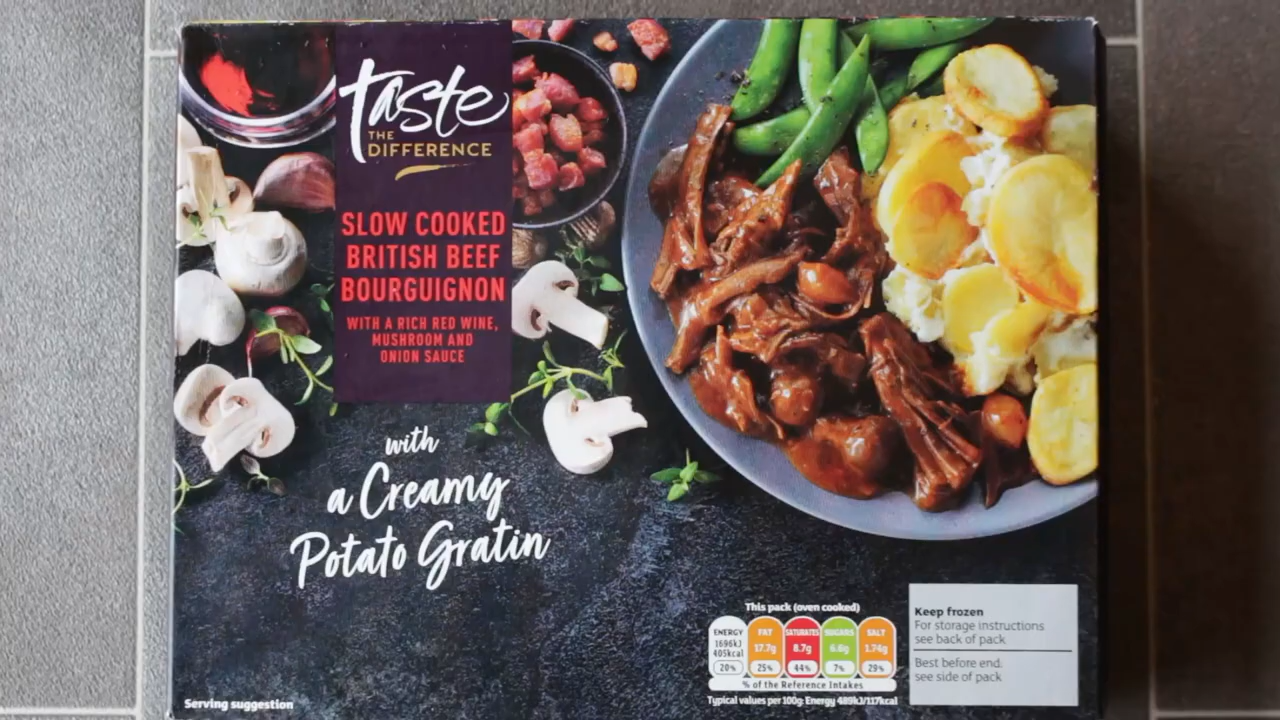 taste
THE
DIFFERENCE
SLOW COOKED
BRITISH BEEF
BOURGUIGNON
WITH A RICH RED WINE,
MUSHROOM AND
ONION SAUCE
with
a Creamy
Potato Gratin
This pack (oven cooked)
ENERGY
1696kJ
405kcal
20%
FAT
17.7g
25%
SATURATES
8.7g
44%
SUGARS
6.6g
7%
SALT
1.74g
29%
% of the Reference Intakes
Typical values per 100g: Energy 489kJ/117kcal
Keep frozen
For storage instructions
see back of pack
Best before end:
see side of pack
Serving suggestion